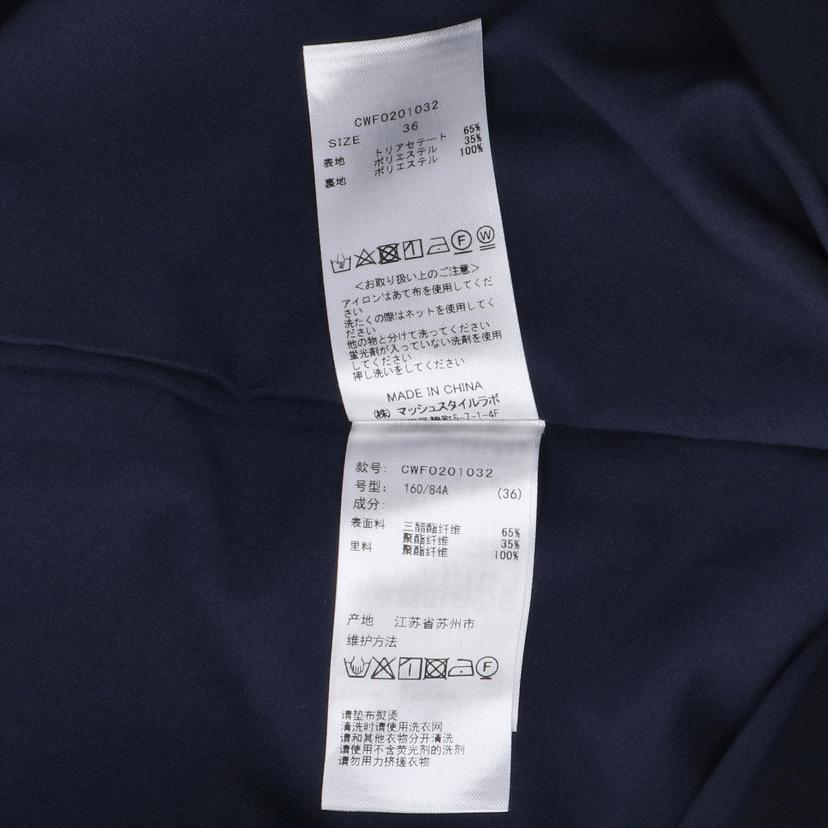 CWF0201032
SIZE 36
表地 トリアセテート 65%
ポリエステル 35%
裏地 ポリエステル 100%
F W
<お取り扱い上のご注意>
アイロンはあて布を使用してくだ
さい
洗たくの際はネットを使用してく
ださい
他の物と分けて洗ってください
蛍光剤が入っていない洗剤を使用
してください
押し洗いをしてください
MADE IN CHINA
(株) マッシュスタイルラボ
麹町5-7-1-4F
款号: CWF0201032
号型: 160/84A (36)
成分:
表面料 三醋酯纤维 65%
聚酯纤维 35%
里料 聚酯纤维 100%
产地 江苏省苏州市
维护方法
F
请垫布熨烫
清洗时请使用洗衣网
请和其他衣物分开清洗
请使用不含荧光剂的洗剂
请勿用力挤搓衣物